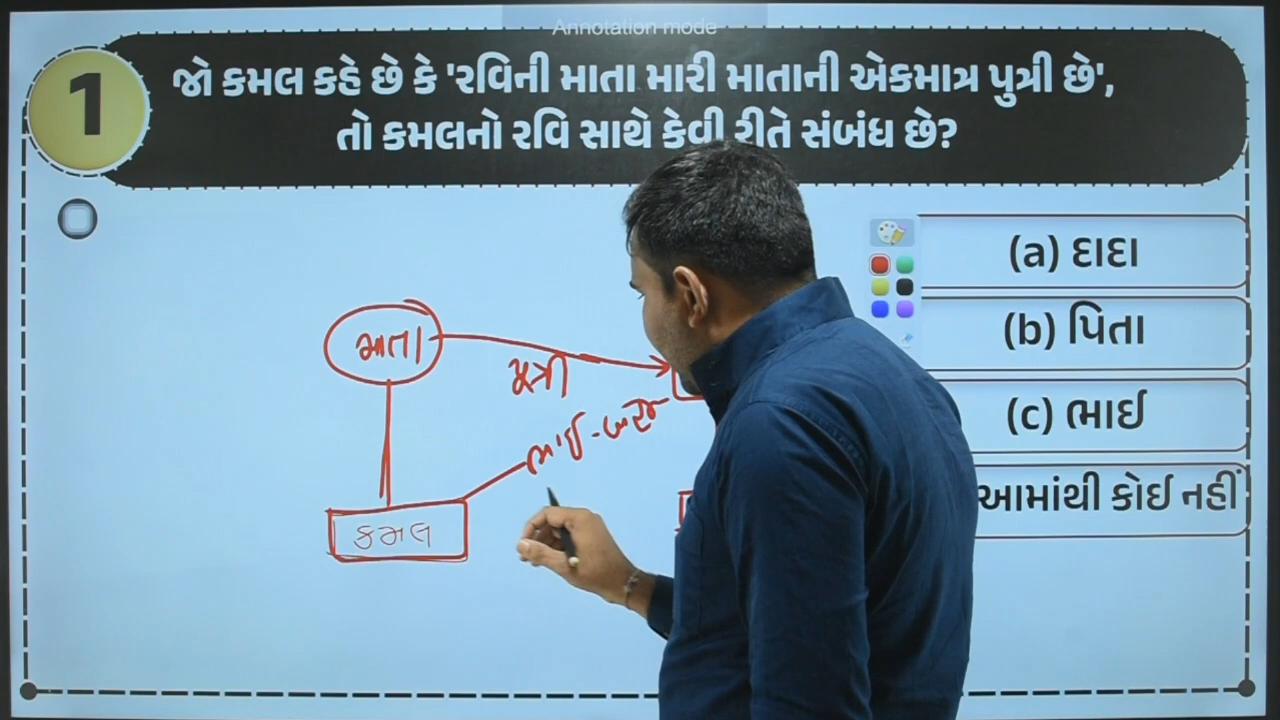 Annotation mode
1
જો કમલ કહે છે કે 'રવિની માતા મારી માતાની એકમાત્ર પુત્રી છે',
તો કમલનો રવિ સાથે કેવી રીતે સંબંધ છે?
(a) દાદા
(b) પિતા
(c) ભાઈ
આમાંથી કોઈ નહીં
માતા
પુત્રી
ભાઈ-બહેન
કમલ